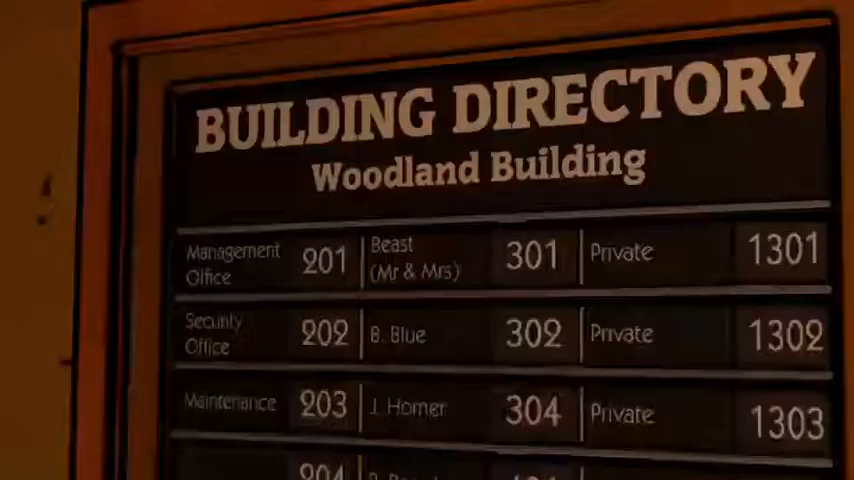 BUILDING DIRECTORY
Woodland Building
Management Office 201 Beast (Mr & Mrs) 301 Private 1301
Security Office 202 B. Blue 302 Private 1302
Maintenance 203 J. Horner 304 Private 1303
204